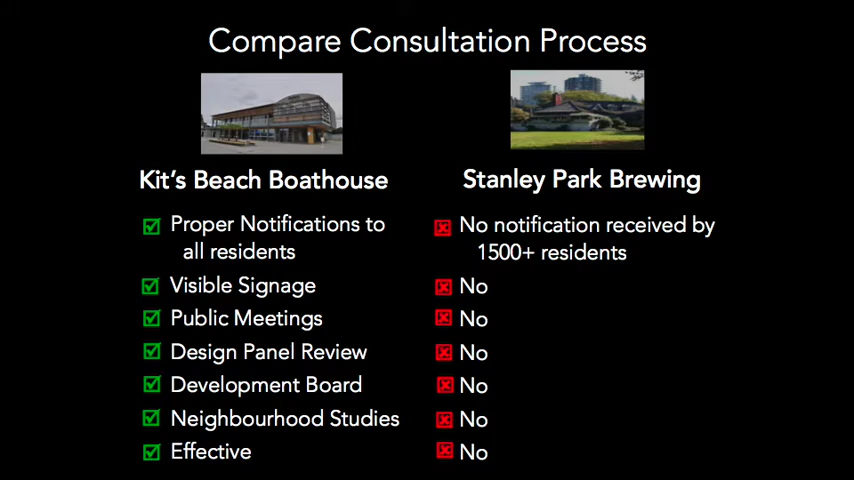 Compare Consultation Process
Kit's Beach Boathouse
Proper Notifications to
all residents
Visible Signage
Public Meetings
Design Panel Review
Development Board
Neighbourhood Studies
Effective
Stanley Park Brewing
No notification received by
1500+ residents
No
No
No
No
No
No